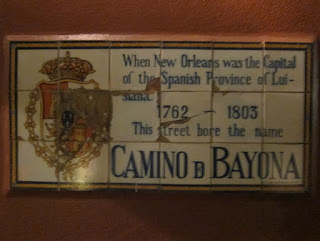 When New Orleans was the Capital
of the Spanish Province of Lui-
siana
1762 - 1803
This street bore the name
CAMINO D BAYONA